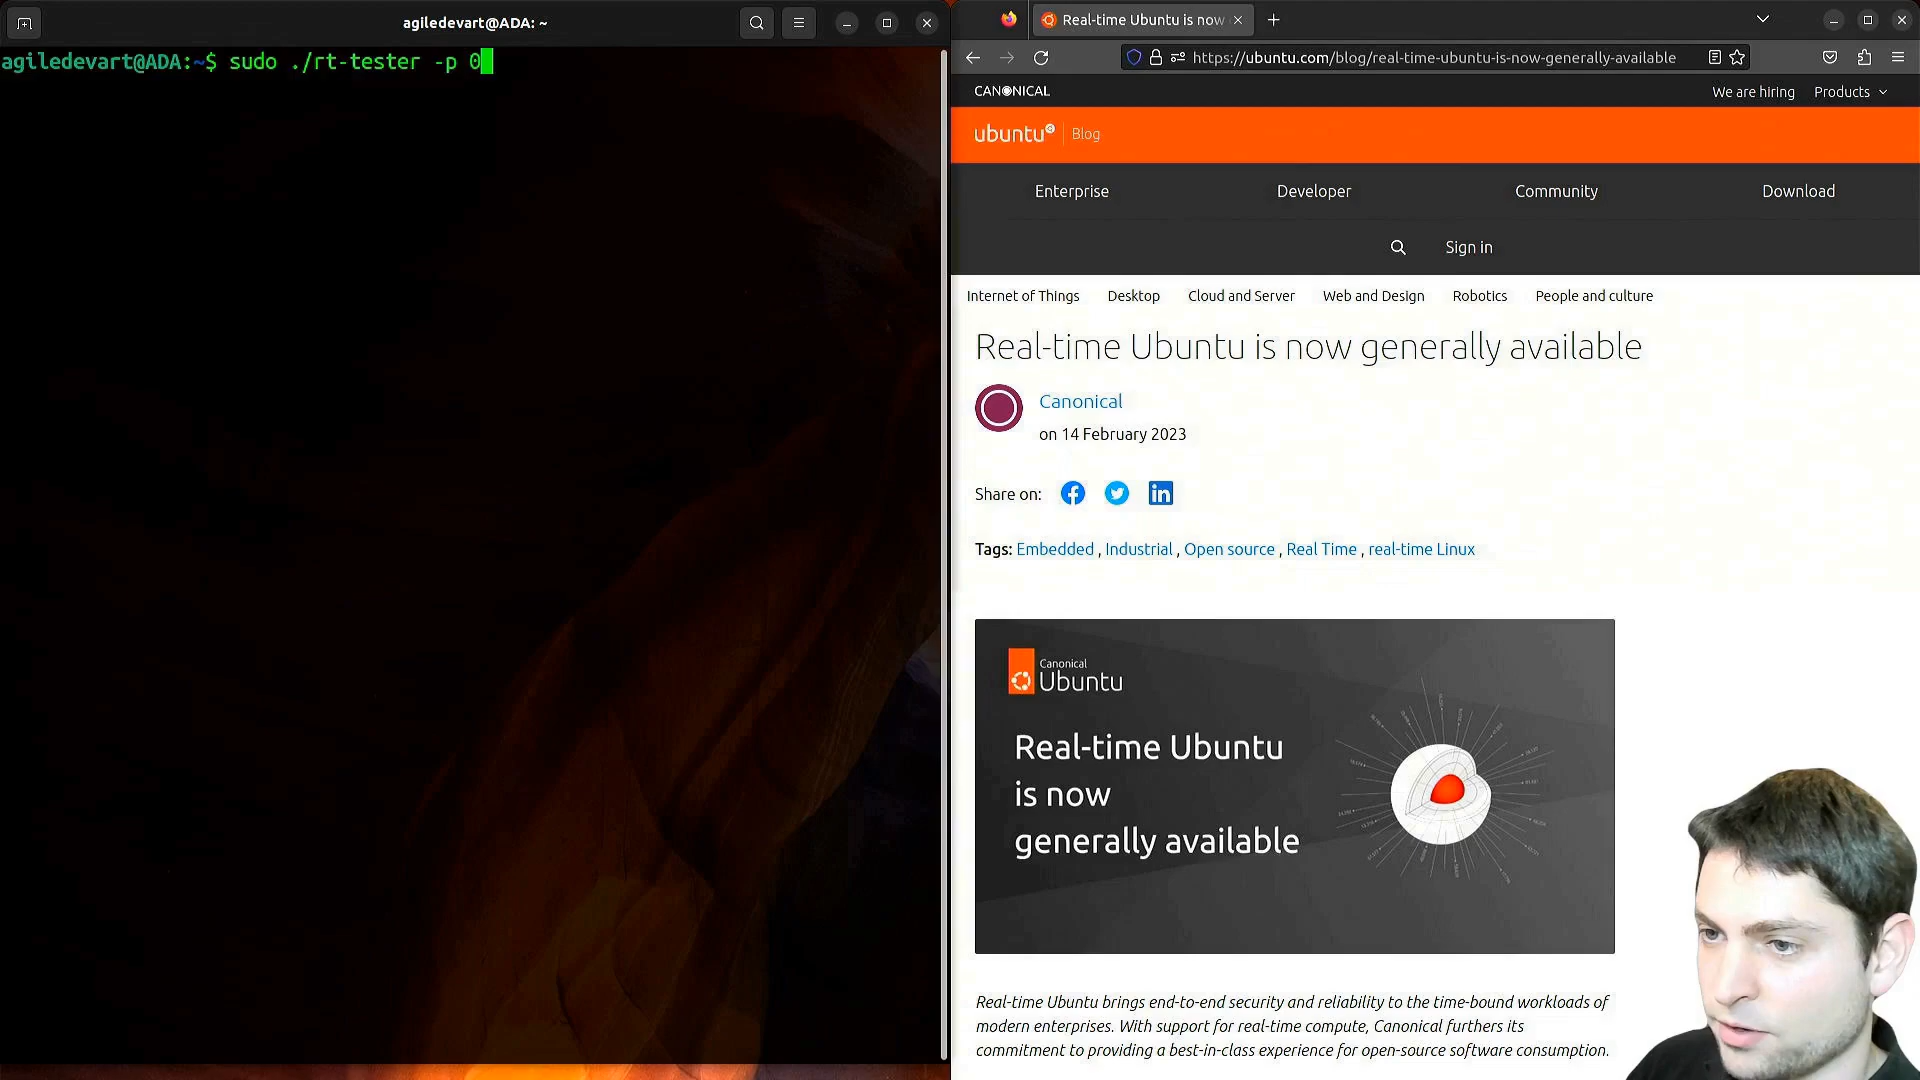 agiledevart@ADA: ~
agiledevart@ADA:~$ sudo ./rt-tester -p 0
Real-time Ubuntu is now
https://ubuntu.com/blog/real-time-ubuntu-is-now-generally-available
CANONICAL
We are hiring Products
ubuntu Blog
Enterprise Developer Community Download
Sign in
Internet of Things Desktop Cloud and Server Web and Design Robotics People and culture
Real-time Ubuntu is now generally available
Canonical
on 14 February 2023
Share on:
Tags: Embedded , Industrial , Open source , Real Time , real-time Linux
Canonical
Ubuntu
Real-time Ubuntu
is now
generally available
Real-time Ubuntu brings end-to-end security and reliability to the time-bound workloads of
modern enterprises. With support for real-time compute, Canonical furthers its
commitment to providing a best-in-class experience for open-source software consumption.